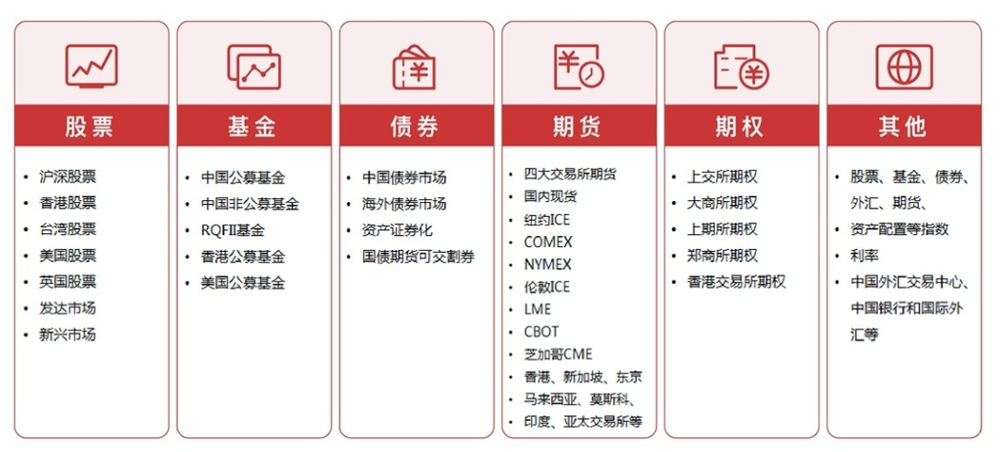 股票
沪深股票
香港股票
台湾股票
美国股票
英国股票
发达市场
新兴市场
基金
中国公募基金
中国非公募基金
RQFII基金
香港公募基金
美国公募基金
债券
中国债券市场
海外债券市场
资产证券化
国债期货可交割券
期货
四大交易所期货
国内现货
纽约ICE
COMEX
NYMEX
伦敦ICE
LME
CBOT
芝加哥CME
香港、新加坡、东京
马来西亚、莫斯科、
印度、亚太交易所等
期权
上交所期权
大商所期权
上期所期权
郑商所期权
香港交易所期权
其他
股票、基金、债券、
外汇、期货、
资产配置等指数
利率
中国外汇交易中心、
中国银行和国际外
汇等